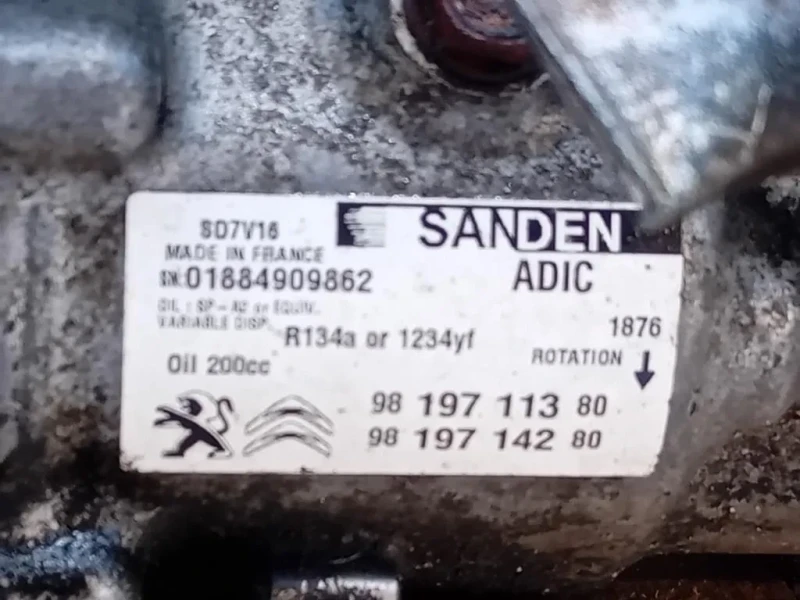 SD7V16
SANDEN
MADE IN FRANCE
SN:01884909862
ADIC
OIL : SP-A2 or EQUIV.
VARIABLE DISP.
R134a or 1234yf
1876
Oil 200cc
ROTATION
98 197 113 80
98 197 142 80